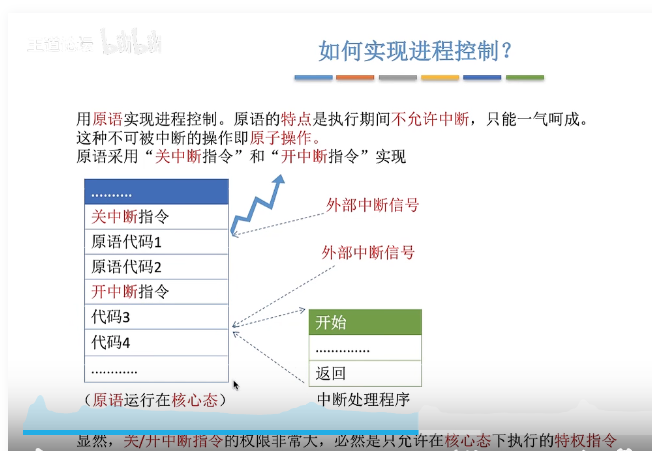 如何实现进程控制？
用原语实现进程控制。原语的特点是执行期间不允许中断，只能一气呵成。
这种不可被中断的操作即原子操作。
原语采用“关中断指令”和“开中断指令”实现
..........
关中断指令
原语代码1
原语代码2
开中断指令
代码3
代码4
............
（原语运行在核心态）
外部中断信号
外部中断信号
开始
..............
返回
中断处理程序
显然，关/开中断指令的权限非常大，必然是只允许在核心态下执行的特权指令